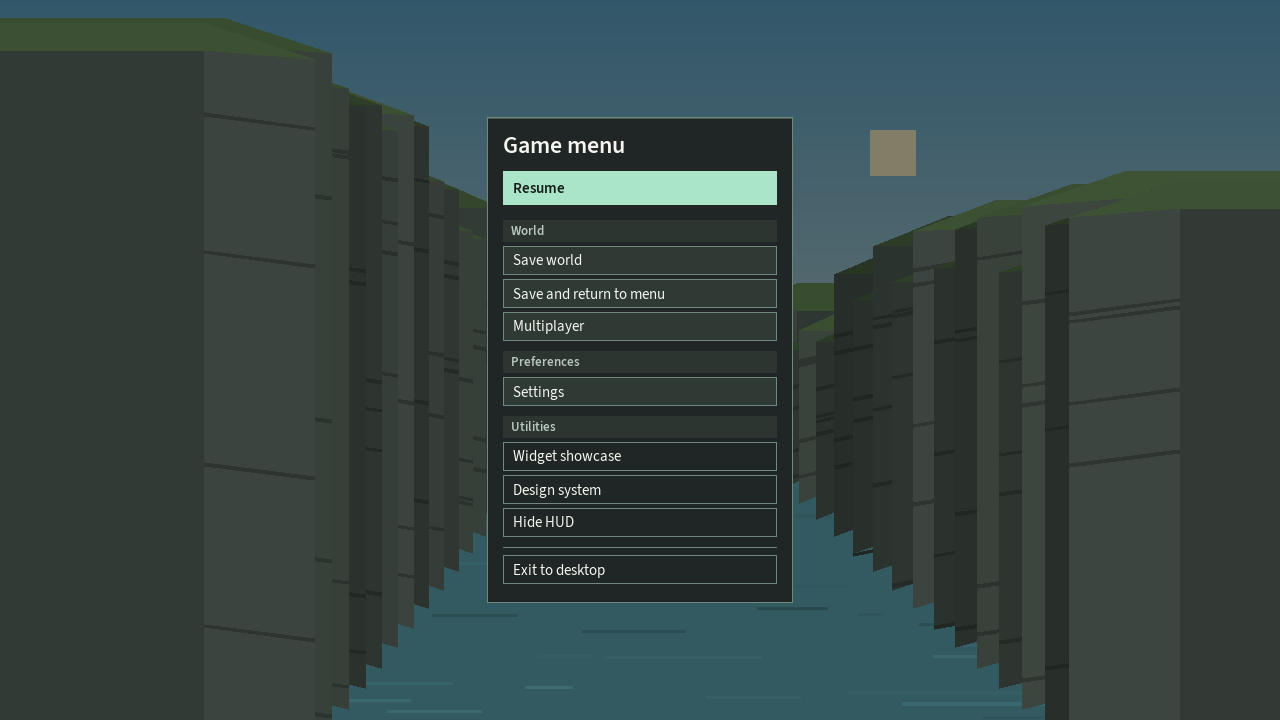 Game menu
Resume
World
Save world
Save and return to menu
Multiplayer
Preferences
Settings
Utilities
Widget showcase
Design system
Hide HUD
Exit to desktop